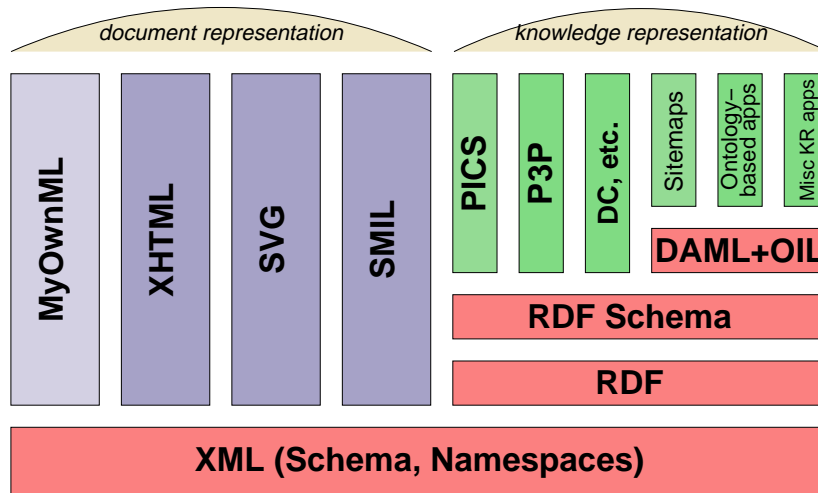 document representation
knowledge representation
MyOwnML
XHTML
SVG
SMIL
PICS
P3P
DC, etc.
Sitemaps
Ontology–
based apps
Misc KR apps
DAML+OIL
RDF Schema
RDF
XML (Schema, Namespaces)